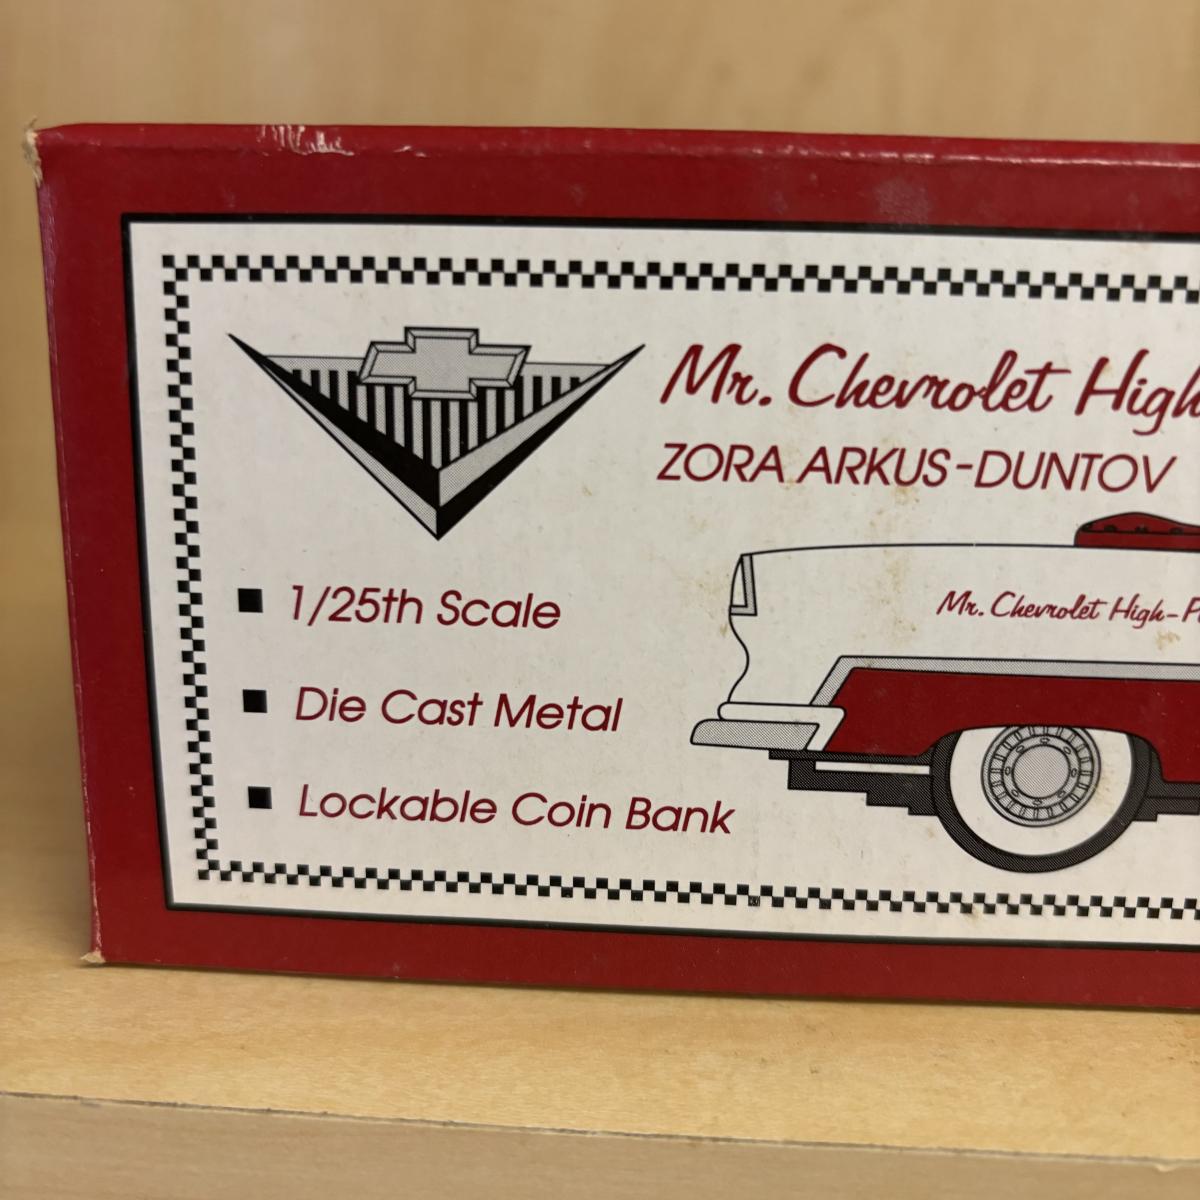 Mr. Chevrolet High
ZORA ARKUS-DUNTOV
Mr. Chevrolet High-P
1/25th Scale
Die Cast Metal
Lockable Coin Bank